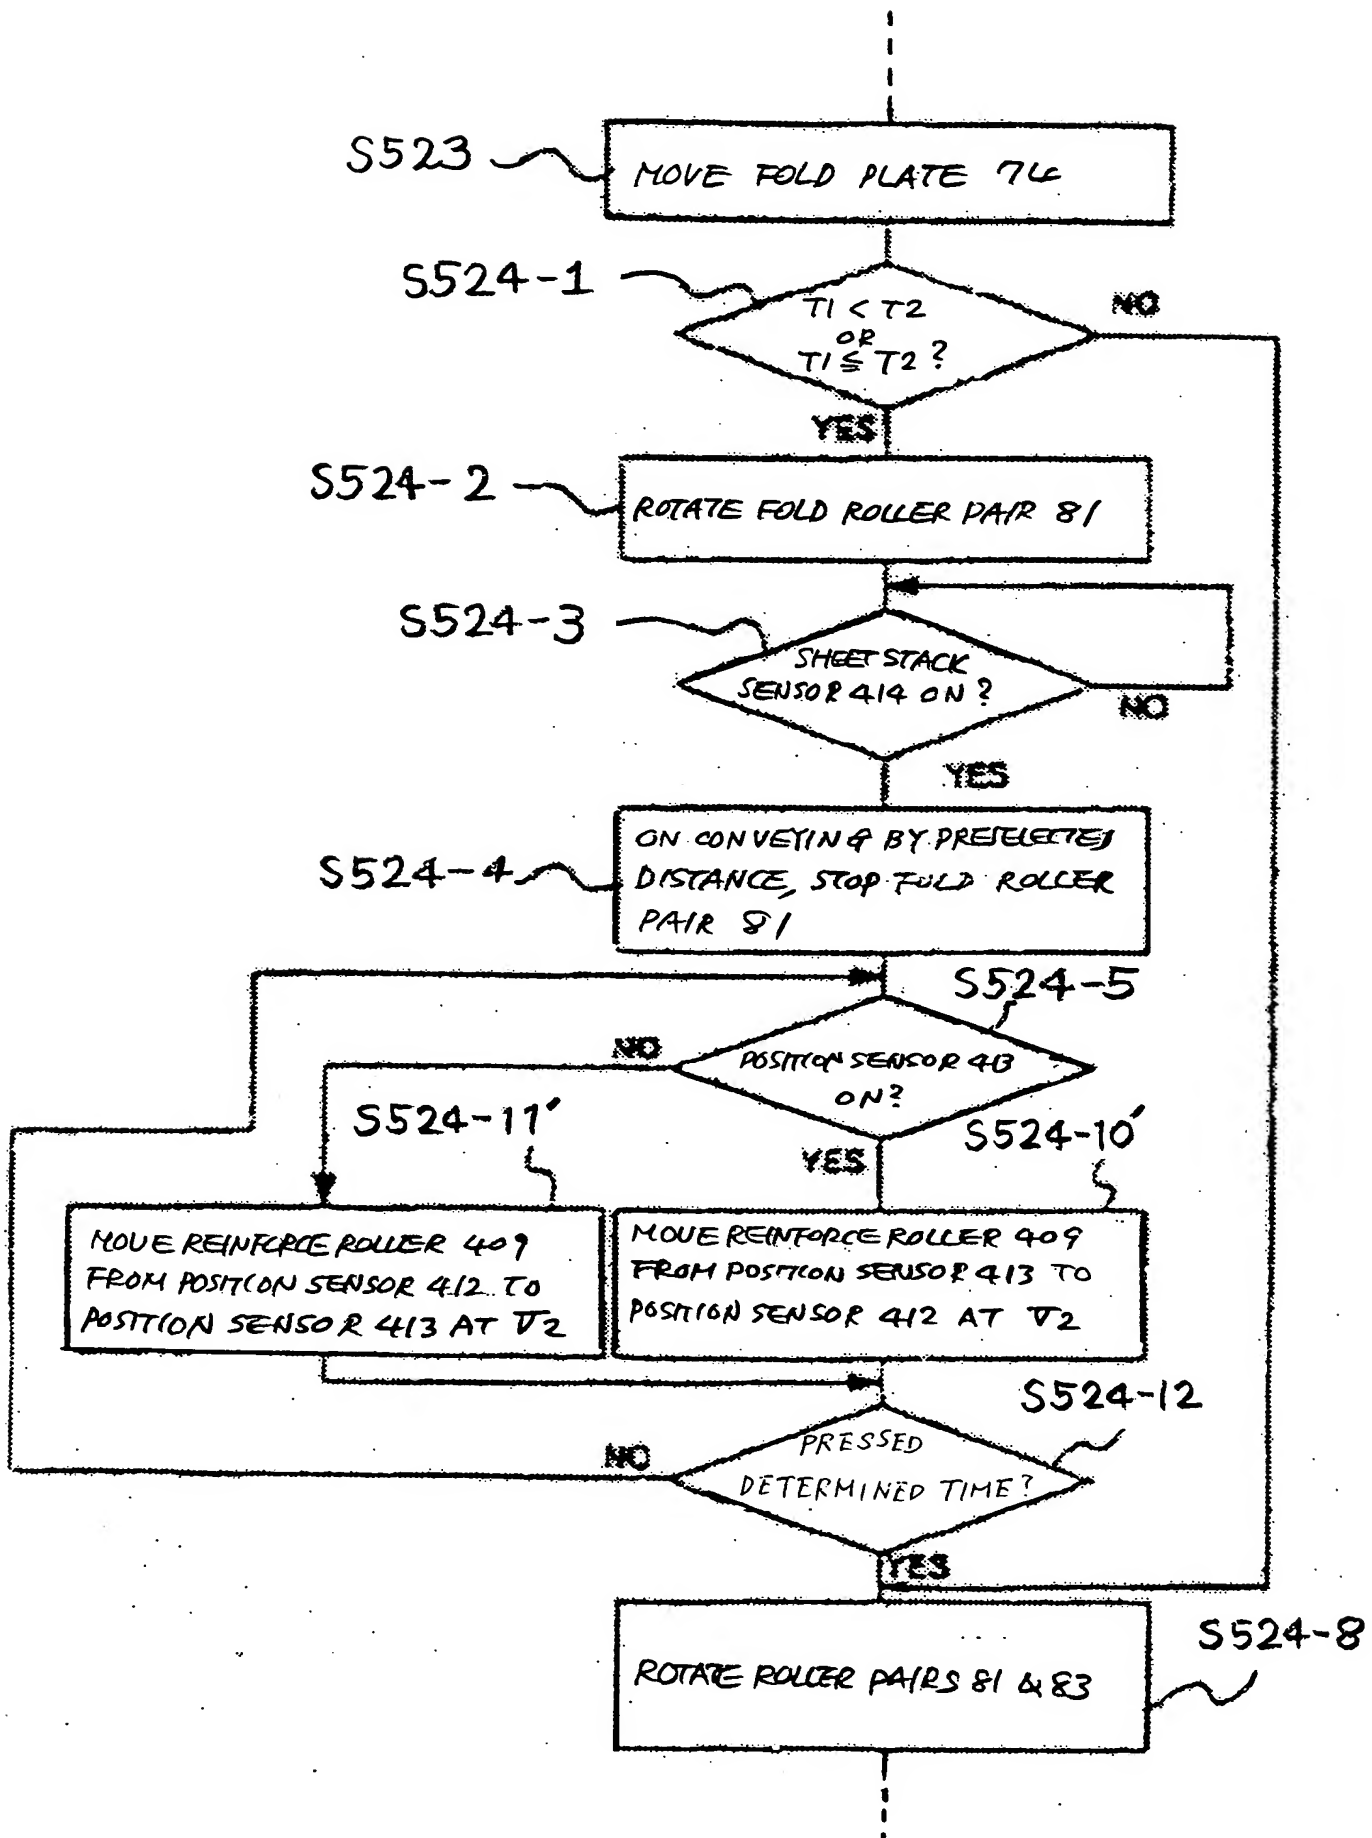 S523
MOVE FOLD PLATE 74
S524-1
T1 < T2
OR
T1 ≦ T2 ?
NO
YES
S524-2
ROTATE FOLD ROLLER PAIR 81
S524-3
SHEET STACK
SENSOR 414 ON ?
NO
YES
S524-4
ON CONVEYING BY PRESELECTED
DISTANCE, STOP FOLD ROLLER
PAIR 81
S524-5
POSITION SENSOR 413
ON?
NO
YES
S524-11'
MOVE REINFORCE ROLLER 409
FROM POSITION SENSOR 412 TO
POSITION SENSOR 413 AT V2
S524-10'
MOVE REINFORCE ROLLER 409
FROM POSITION SENSOR 413 TO
POSITION SENSOR 412 AT V2
S524-12
PRESSED
DETERMINED TIME?
NO
YES
S524-8
ROTATE ROLLER PAIRS 81 & 83